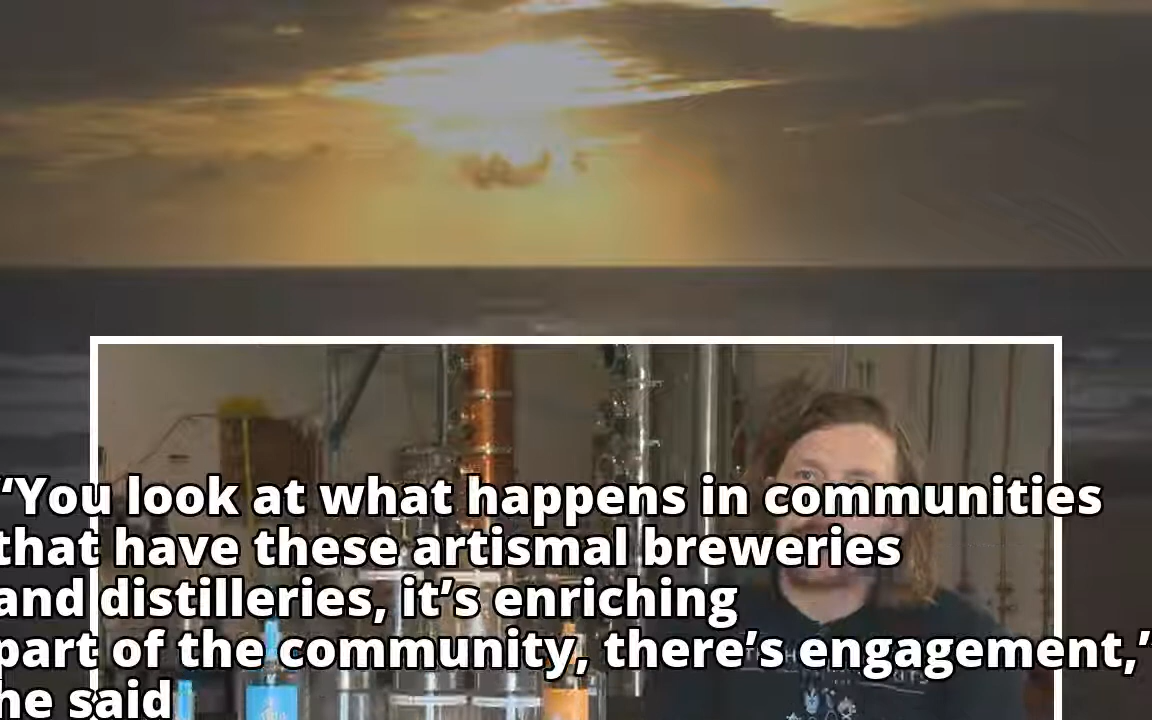 “You look at what happens in communities
that have these artismal breweries
and distilleries, it’s enriching
part of the community, there’s engagement,”
he said